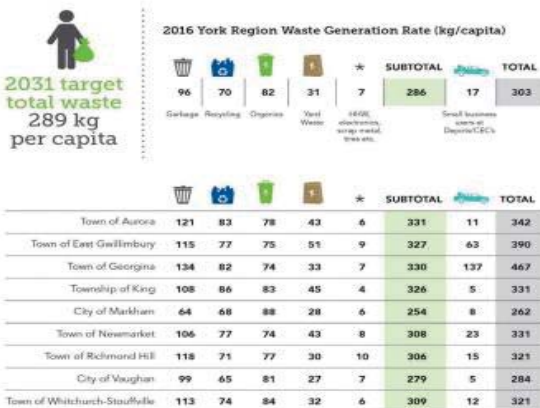 2016 York Region Waste Generation Rate (kg/capita)
2031 target
total waste
289 kg
per capita
SUBTOTAL TOTAL
96 70 82 31 7 286 17 303
Garbage Recycling Organics Yard Waste HHW, electronics, scrap metal, tires etc. Small business users at Depots/CEC's
* SUBTOTAL TOTAL
Town of Aurora 121 83 78 43 6 331 11 342
Town of East Gwillimbury 115 77 75 51 9 327 63 390
Town of Georgina 134 82 74 33 7 330 137 467
Township of King 108 86 83 45 4 326 5 331
City of Markham 64 68 88 28 6 254 8 262
Town of Newmarket 106 77 74 43 8 308 23 331
Town of Richmond Hill 118 71 77 30 10 306 15 321
City of Vaughan 99 65 81 27 7 279 5 284
Town of Whitchurch-Stouffville 113 74 84 32 6 309 12 321